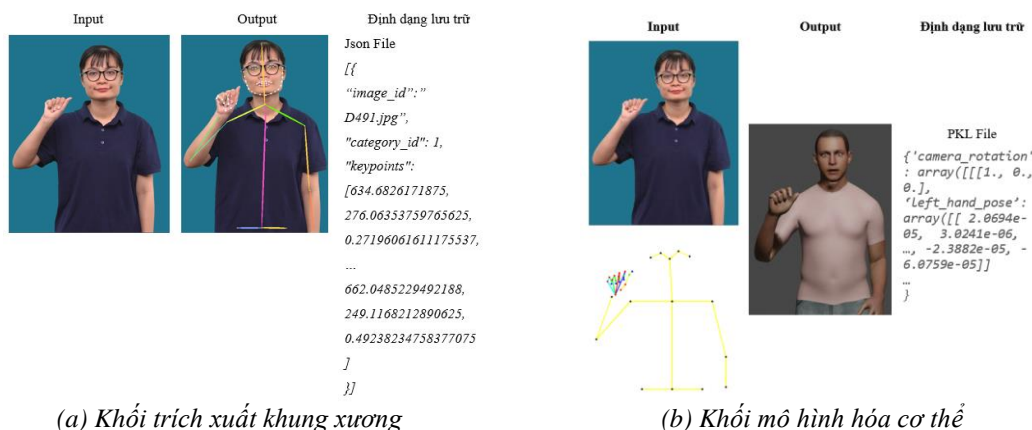 Input
Output
Định dạng lưu trữ
Json File
[{
“image_id”:”
D491.jpg”,
"category_id": 1,
"keypoints":
[634.6826171875,
276.06353759765625,
0.27196061611175537,
...
662.0485229492188,
249.1168212890625,
0.49238234758377075
]
}]
(a) Khối trích xuất khung xương
Input
Output
Định dạng lưu trữ
PKL File
{'camera_rotation'
: array([[[1., 0.,
0.],
‘left_hand_pose’:
array([[ 2.0694e-
05, 3.0241e-06,
…, -2.3882e-05, -
6.0759e-05]]
…
}
(b) Khối mô hình hóa cơ thể